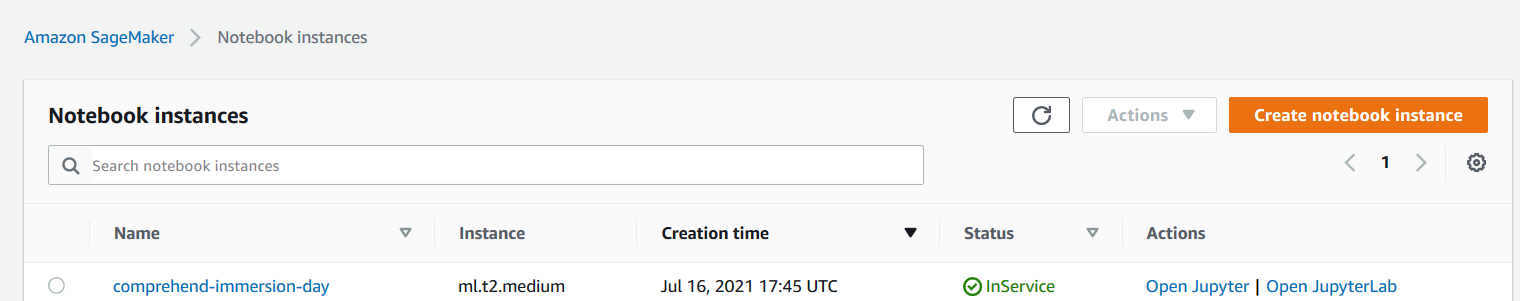 Amazon SageMaker > Notebook instances
Notebook instances Actions Create notebook instance
Search notebook instances 1
Name Instance Creation time Status Actions
comprehend-immersion-day ml.t2.medium Jul 16, 2021 17:45 UTC InService Open Jupyter | Open JupyterLab